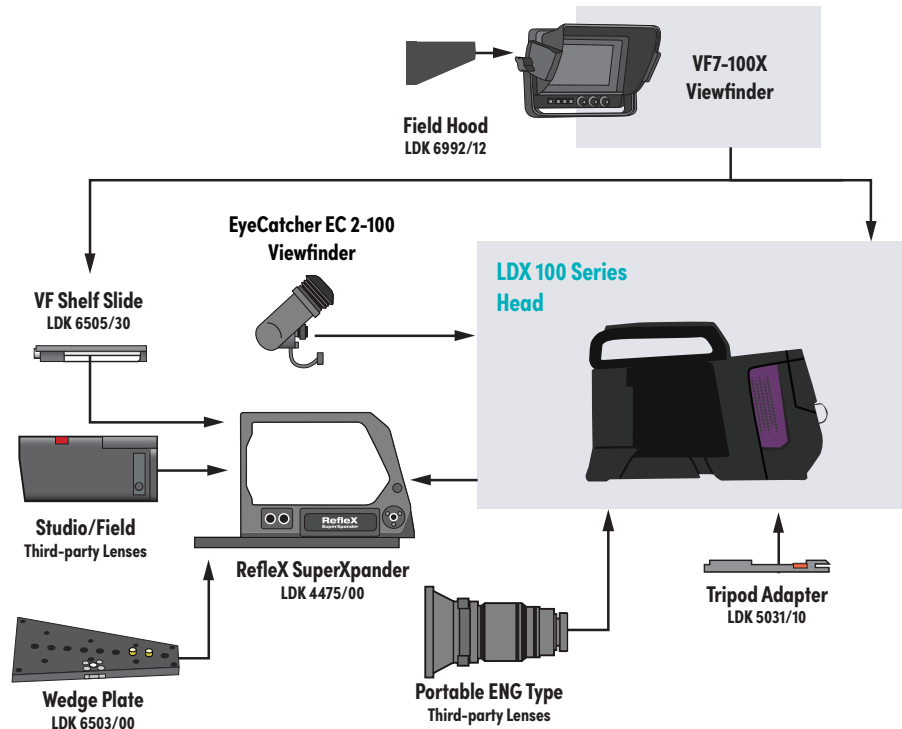 VF7-100X
Viewfinder
Field Hood
LDK 6992/12
EyeCatcher EC 2-100
Viewfinder
LDX 100 Series
Head
VF Shelf Slide
LDK 6505/30
RefleX
SuperXpander
Studio/Field
Third-party Lenses
RefleX SuperXpander
LDK 4475/00
Tripod Adapter
LDK 5031/10
Wedge Plate
LDK 6503/00
Portable ENG Type
Third-party Lenses